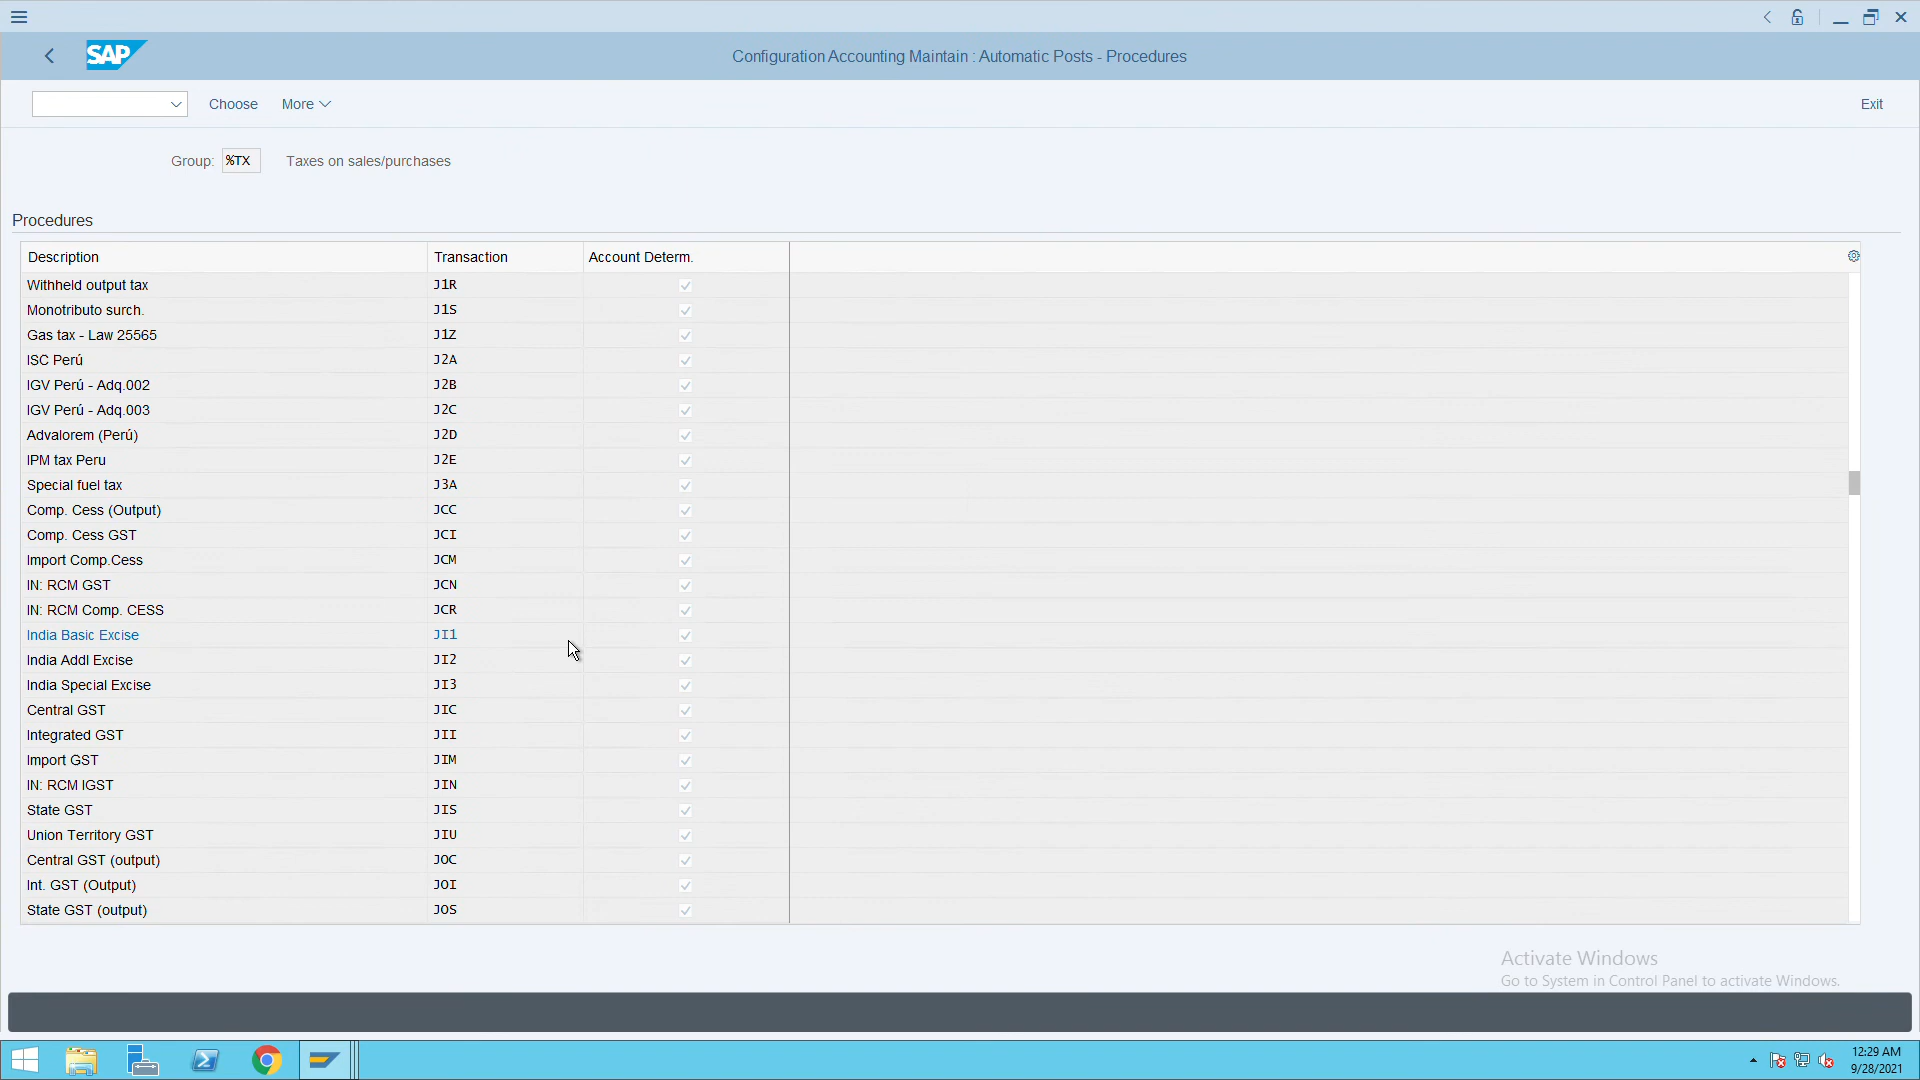 SAP
Configuration Accounting Maintain : Automatic Posts - Procedures
Choose More Exit
Group: %TX Taxes on sales/purchases
Procedures
Description Transaction Account Determ.
Withheld output tax J1R
Monotributo surch. J1S
Gas tax - Law 25565 J1Z
ISC Perú J2A
IGV Perú - Adq.002 J2B
IGV Perú - Adq.003 J2C
Advalorem (Perú) J2D
IPM tax Peru J2E
Special fuel tax J3A
Comp. Cess (Output) JCC
Comp. Cess GST JCI
Import Comp.Cess JCM
IN: RCM GST JCN
IN: RCM Comp. CESS JCR
India Basic Excise JI1
India Addl Excise JI2
India Special Excise JI3
Central GST JIC
Integrated GST JII
Import GST JIM
IN: RCM IGST JIN
State GST JIS
Union Territory GST JIU
Central GST (output) JOC
Int. GST (Output) JOI
State GST (output) JOS
Activate Windows
Go to System in Control Panel to activate Windows.
12:29 AM
9/28/2021